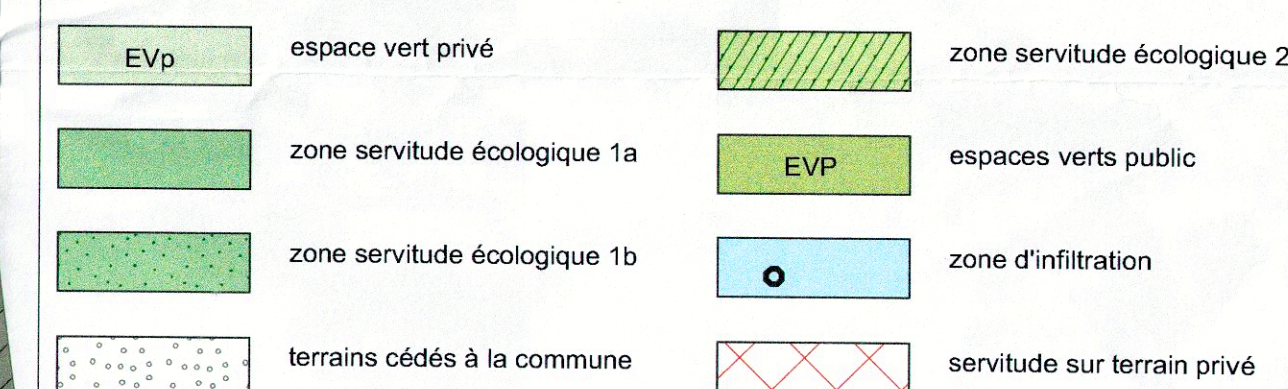 EVp espace vert privé
zone servitude écologique 2
zone servitude écologique 1a
EVP espaces verts public
zone servitude écologique 1b
zone d'infiltration
terrains cédés à la commune
servitude sur terrain privé